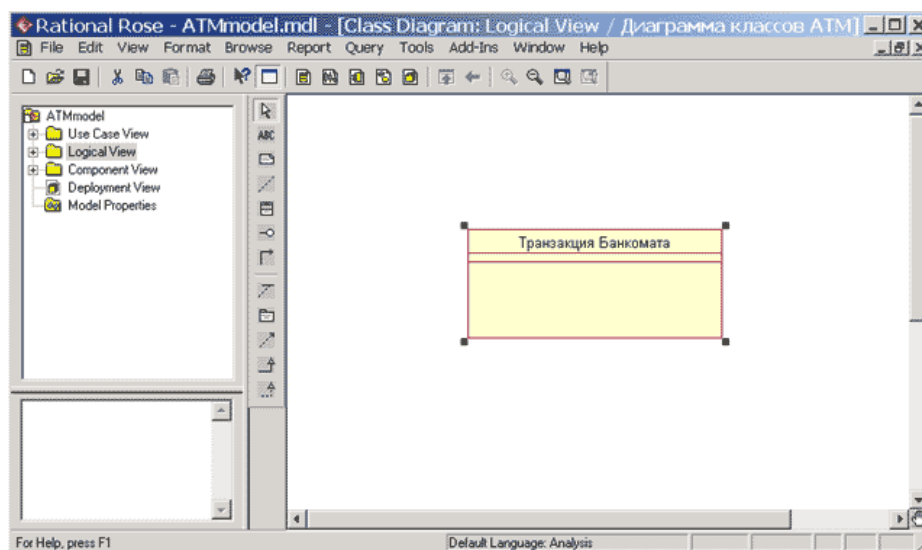 Rational Rose - ATMmodel.mdl - [Class Diagram: Logical View / Диаграмма классов ATM]
File Edit View Format Browse Report Query Tools Add-Ins Window Help
ATMmodel
Use Case View
Logical View
Component View
Deployment View
Model Properties
ABC
Транзакция Банкомата
For Help, press F1
Default Language: Analysis